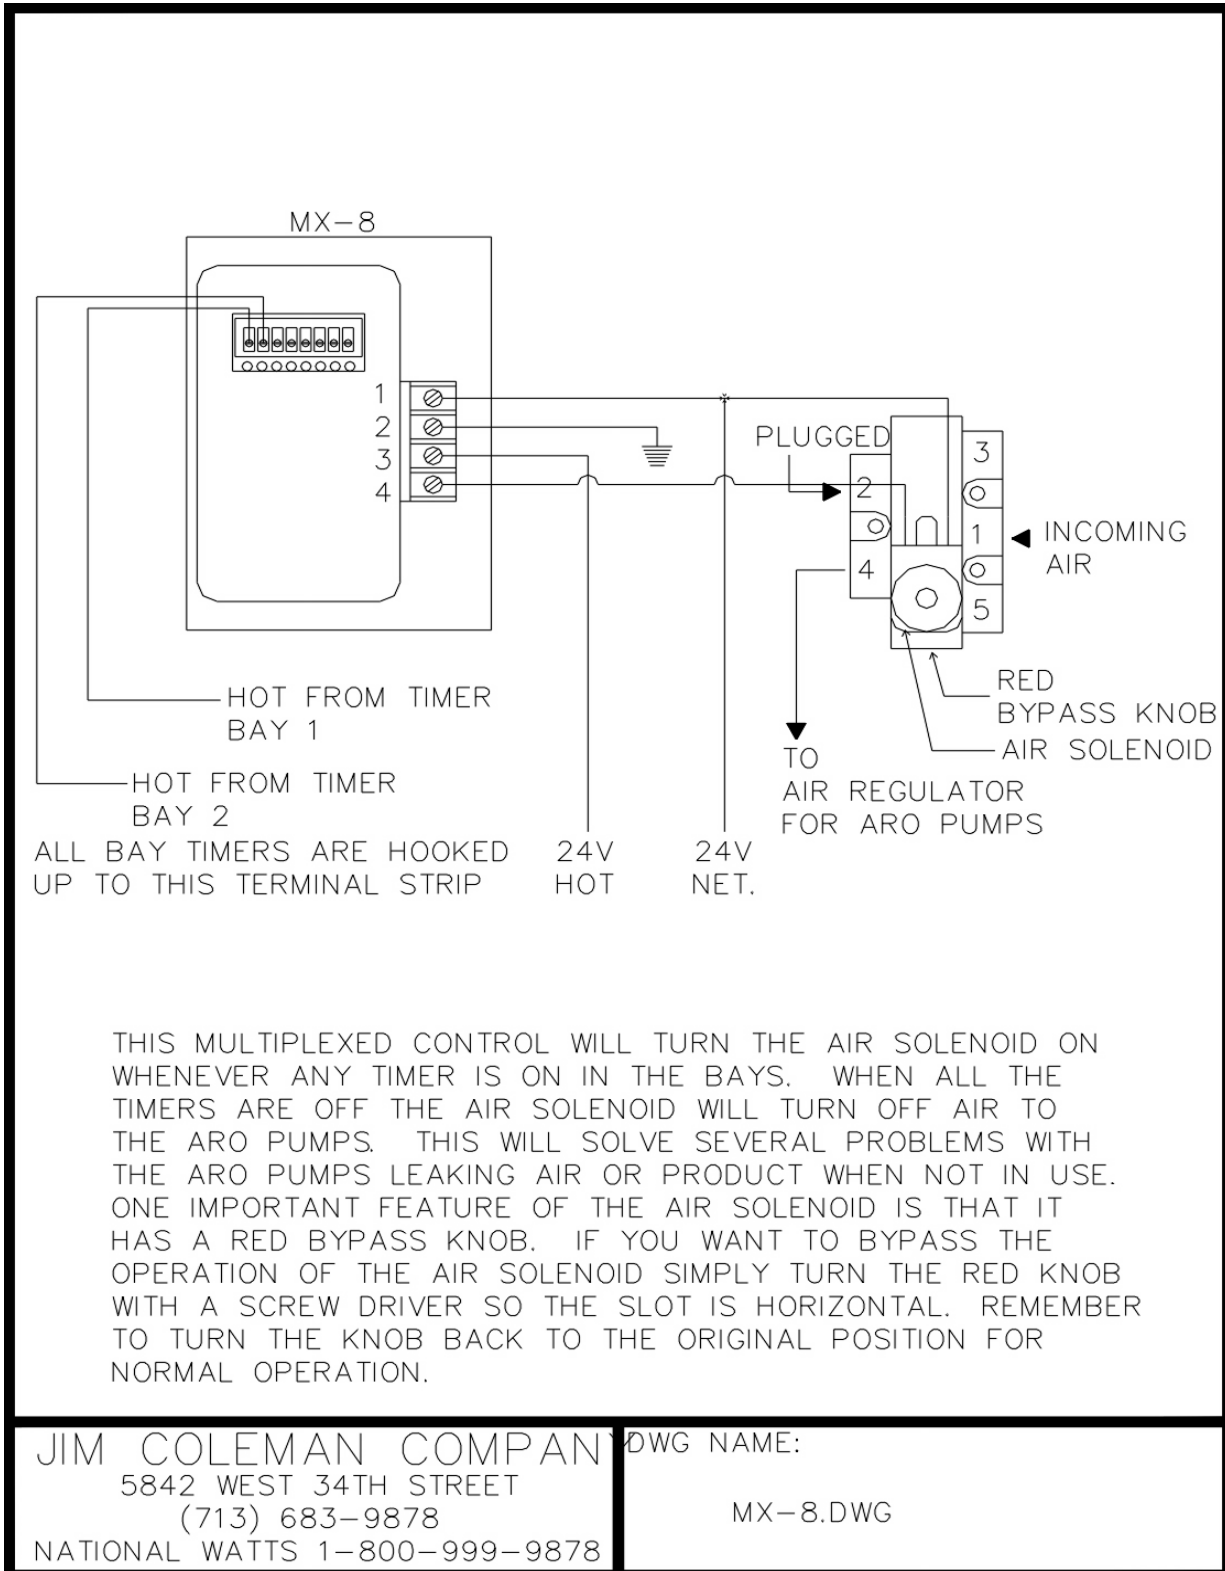 MX-8
1
2
3
4
PLUGGED
2
4
3
1
5
INCOMING
AIR
HOT FROM TIMER
BAY 1
HOT FROM TIMER
BAY 2
ALL BAY TIMERS ARE HOOKED
UP TO THIS TERMINAL STRIP
24V
HOT
24V
NET.
RED
BYPASS KNOB
AIR SOLENOID
TO
AIR REGULATOR
FOR ARO PUMPS
THIS MULTIPLEXED CONTROL WILL TURN THE AIR SOLENOID ON
WHENEVER ANY TIMER IS ON IN THE BAYS. WHEN ALL THE
TIMERS ARE OFF THE AIR SOLENOID WILL TURN OFF AIR TO
THE ARO PUMPS. THIS WILL SOLVE SEVERAL PROBLEMS WITH
THE ARO PUMPS LEAKING AIR OR PRODUCT WHEN NOT IN USE.
ONE IMPORTANT FEATURE OF THE AIR SOLENOID IS THAT IT
HAS A RED BYPASS KNOB. IF YOU WANT TO BYPASS THE
OPERATION OF THE AIR SOLENOID SIMPLY TURN THE RED KNOB
WITH A SCREW DRIVER SO THE SLOT IS HORIZONTAL. REMEMBER
TO TURN THE KNOB BACK TO THE ORIGINAL POSITION FOR
NORMAL OPERATION.
JIM COLEMAN COMPANY
5842 WEST 34TH STREET
(713) 683-9878
NATIONAL WATTS 1-800-999-9878
DWG NAME:
MX-8.DWG